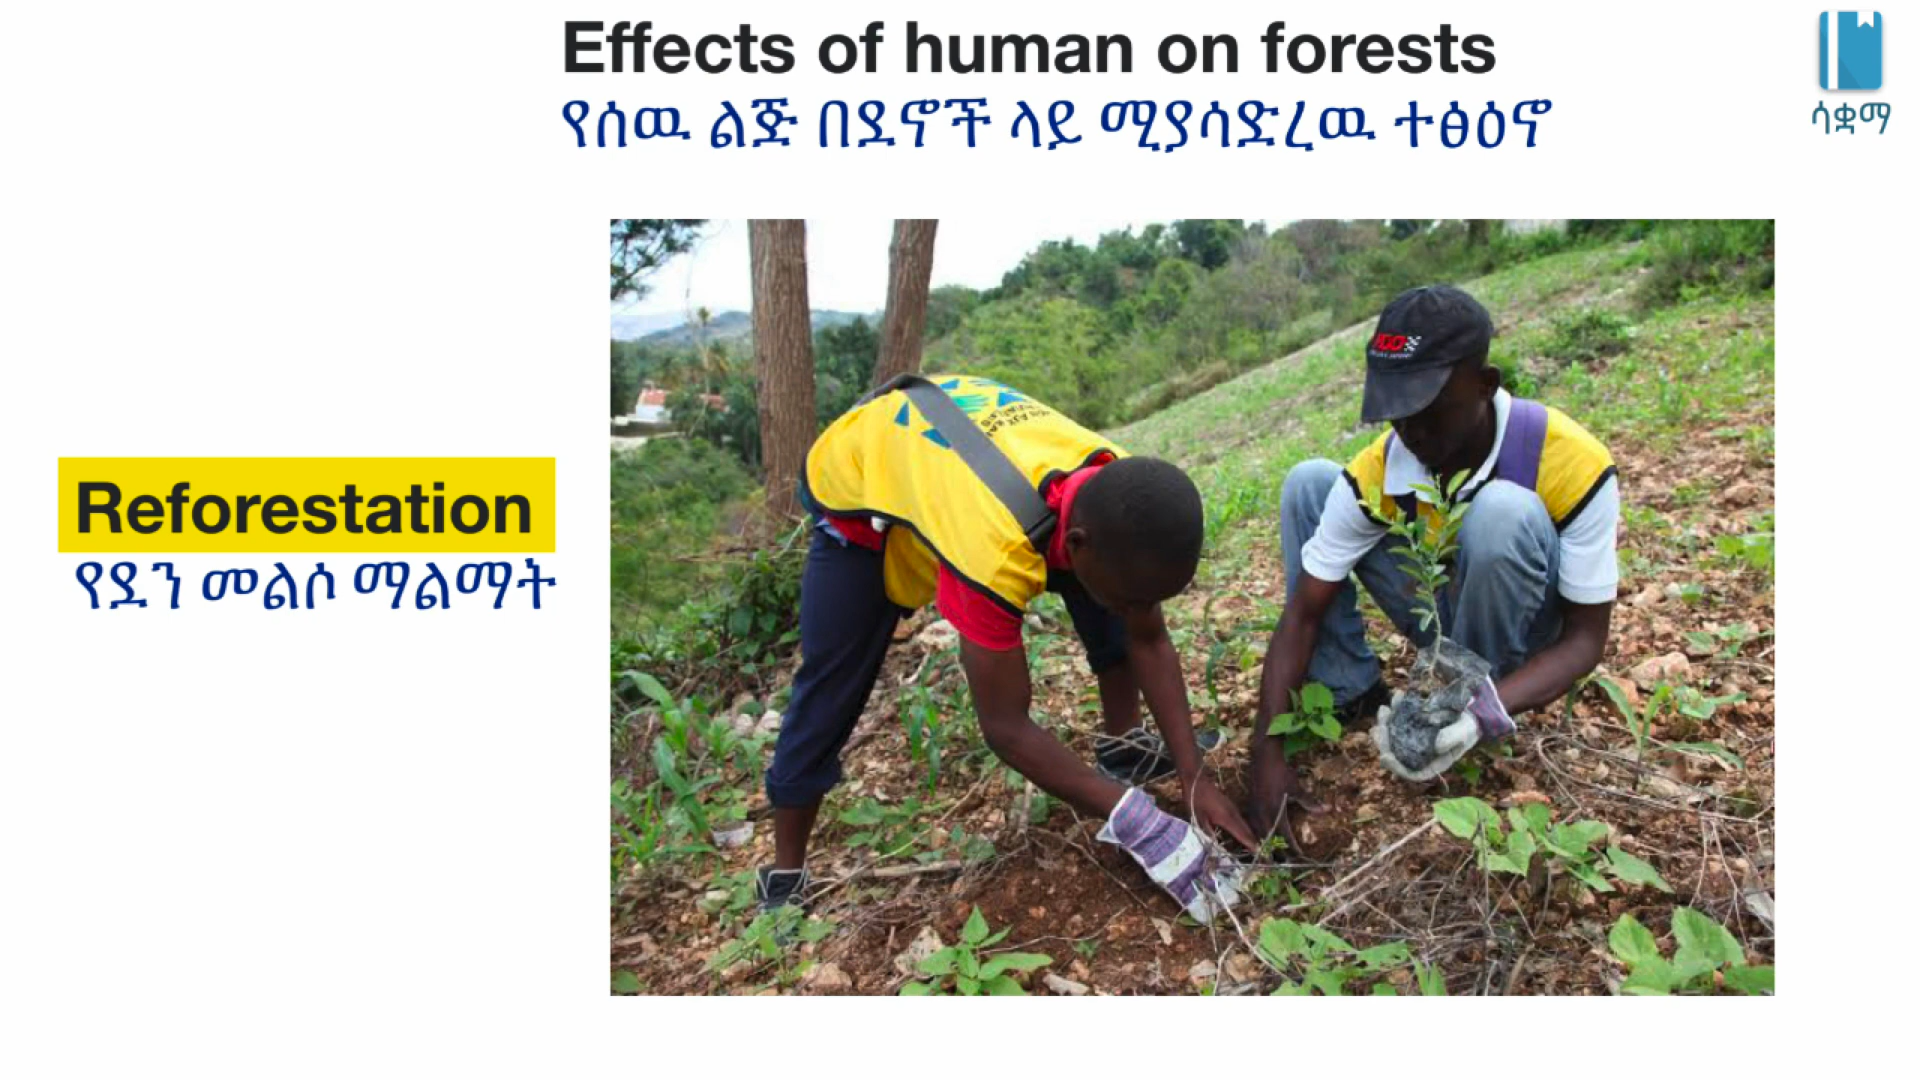 Effects of human on forests
የሰዉ ልጅ በደኖች ላይ ሚያሳድረዉ ተፅዕኖ
ሳቋማ
Reforestation
የደን መልሶ ማልማት